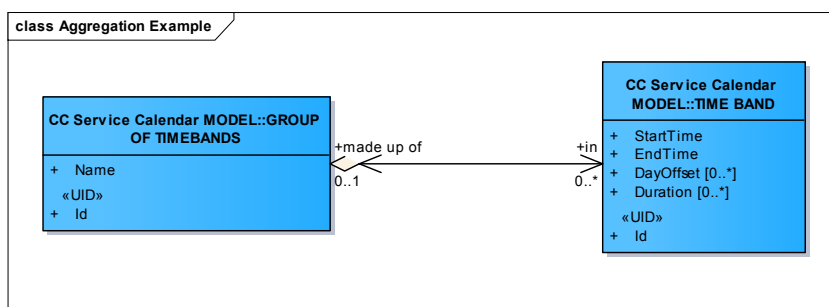 class Aggregation Example
CC Service Calendar MODEL::GROUP
OF TIMEBANDS
+ Name
«UID»
+ Id
+made up of
0..1
+in
0..*
CC Service Calendar
MODEL::TIME BAND
+ StartTime
+ EndTime
+ DayOffset [0..*]
+ Duration [0..*]
«UID»
+ Id